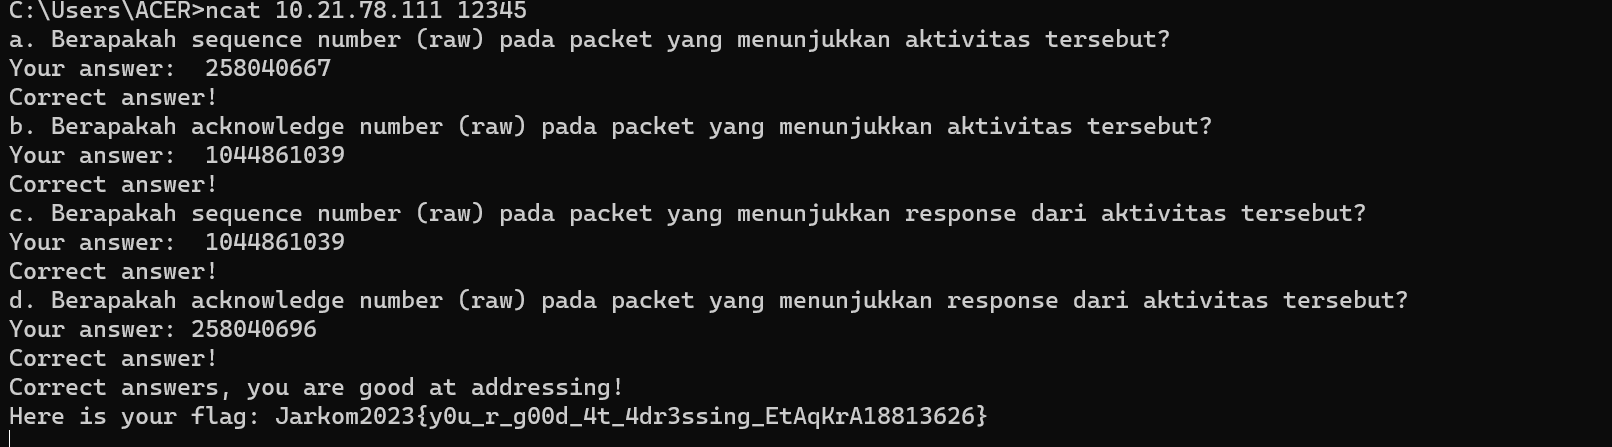 C:\Users\ACER>ncat 10.21.78.111 12345
a. Berapakah sequence number (raw) pada packet yang menunjukkan aktivitas tersebut?
Your answer:  258040667
Correct answer!
b. Berapakah acknowledge number (raw) pada packet yang menunjukkan aktivitas tersebut?
Your answer:  1044861039
Correct answer!
c. Berapakah sequence number (raw) pada packet yang menunjukkan response dari aktivitas tersebut?
Your answer:  1044861039
Correct answer!
d. Berapakah acknowledge number (raw) pada packet yang menunjukkan response dari aktivitas tersebut?
Your answer: 258040696
Correct answer!
Correct answers, you are good at addressing!
Here is your flag: Jarkom2023{y0u_r_g00d_4t_4dr3ssing_EtAqKrA18813626}